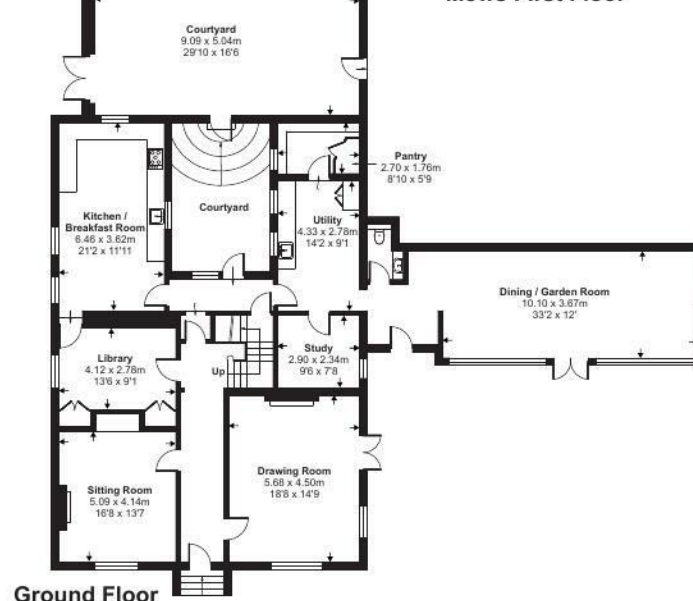 Mews First Floor
Courtyard
9.09 x 5.04m
29'10 x 16'6
Pantry
2.70 x 1.76m
8'10 x 5'9
Courtyard
Kitchen /
Breakfast Room
6.46 x 3.62m
21'2 x 11'11
Utility
4.33 x 2.78m
14'2 x 9'1
Dining / Garden Room
10.10 x 3.67m
33'2 x 12'
Library
4.12 x 2.78m
13'6 x 9'1
Up
Study
2.90 x 2.34m
9'6 x 7'8
Sitting Room
5.09 x 4.14m
16'8 x 13'7
Drawing Room
5.68 x 4.50m
18'8 x 14'9
Ground Floor